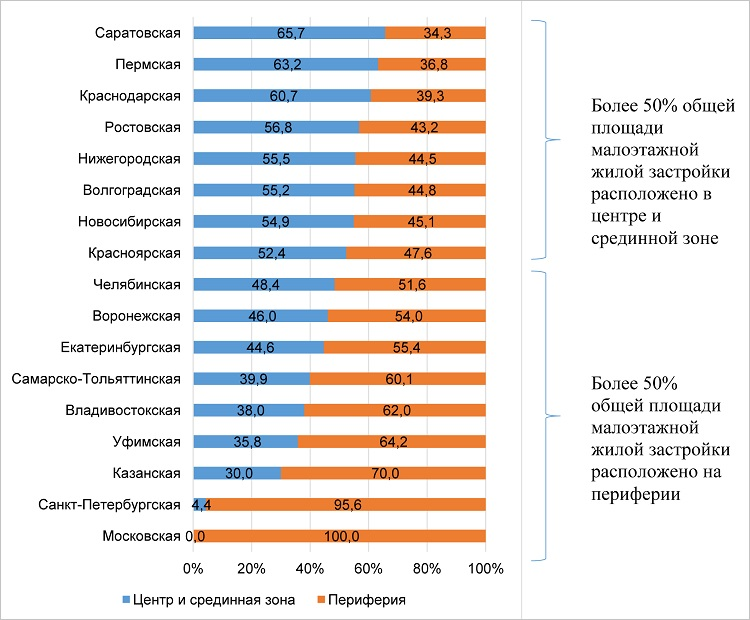 Саратовская 65,7 34,3
Пермская 63,2 36,8
Краснодарская 60,7 39,3
Ростовская 56,8 43,2
Нижегородская 55,5 44,5
Волгоградская 55,2 44,8
Новосибирская 54,9 45,1
Красноярская 52,4 47,6
Челябинская 48,4 51,6
Воронежская 46,0 54,0
Екатеринбургская 44,6 55,4
Самарско-Тольяттинская 39,9 60,1
Владивостокская 38,0 62,0
Уфимская 35,8 64,2
Казанская 30,0 70,0
Санкт-Петербургская 4,4 95,6
Московская 0,0 100,0
0% 20% 40% 60% 80% 100%
Центр и срединная зона Периферия
Более 50% общей
площади
малоэтажной
жилой застройки
расположено в
центре и
срединной зоне
Более 50%
общей площади
малоэтажной
жилой застройки
расположено на
периферии